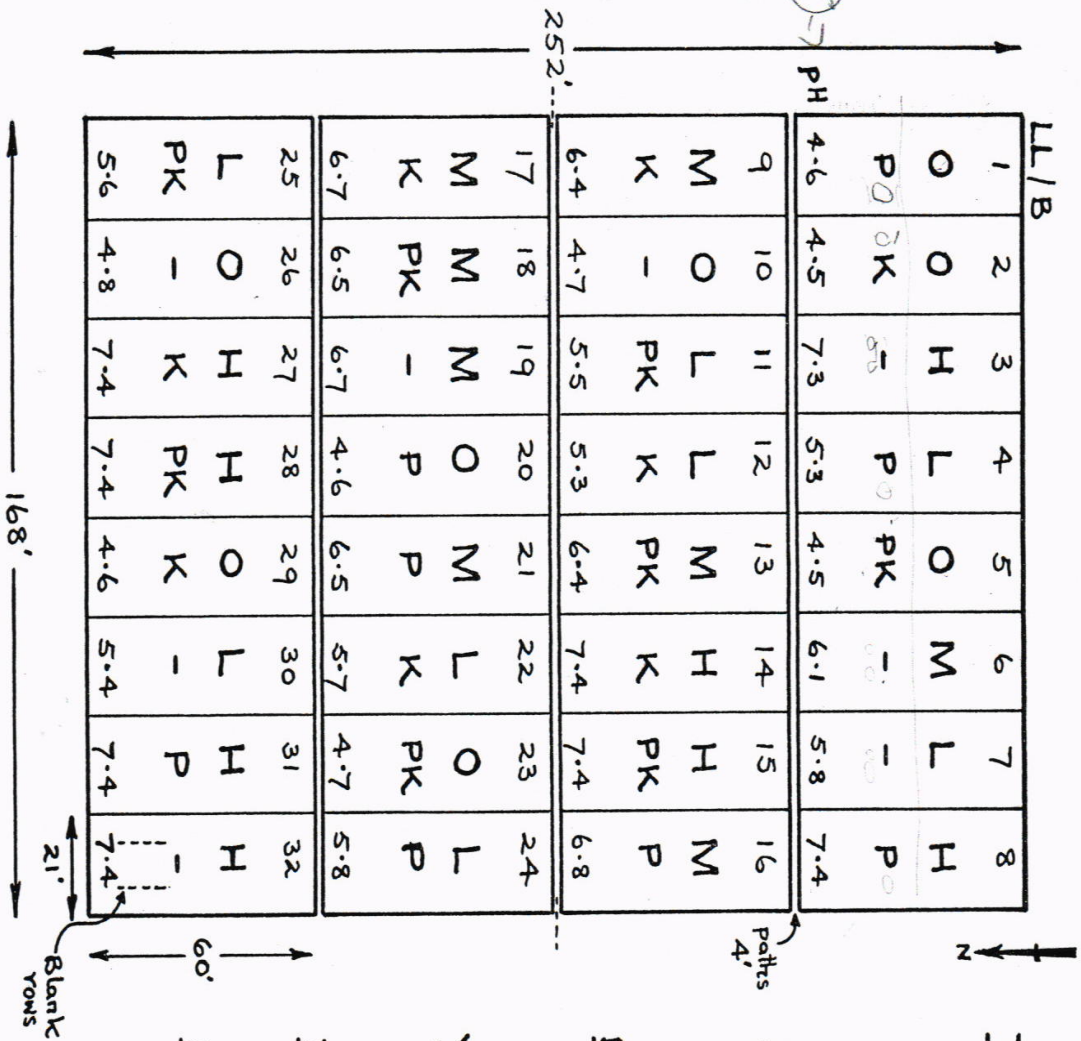 LL/B
1 2 3 4 5 6 7 8
O O H L O M L H
P K - P PK - - P
pH 4.6 4.5 7.3 5.3 4.5 6.1 5.8 7.4
9 10 11 12 13 14 15 16
M O L L M H H M
K - PK K PK K PK P
6.4 4.7 5.5 5.3 6.4 7.4 7.4 6.8
17 18 19 20 21 22 23 24
M M M O M L O L
K PK - P P K PK P
6.7 6.5 6.7 4.6 6.5 5.7 4.7 5.8
25 26 27 28 29 30 31 32
L O H H O L H H
PK - K PK K - P -
5.6 4.8 7.4 7.4 4.6 5.4 7.4 7.4
252'
168'
21'
60'
Blank
rows
paths
4'
N